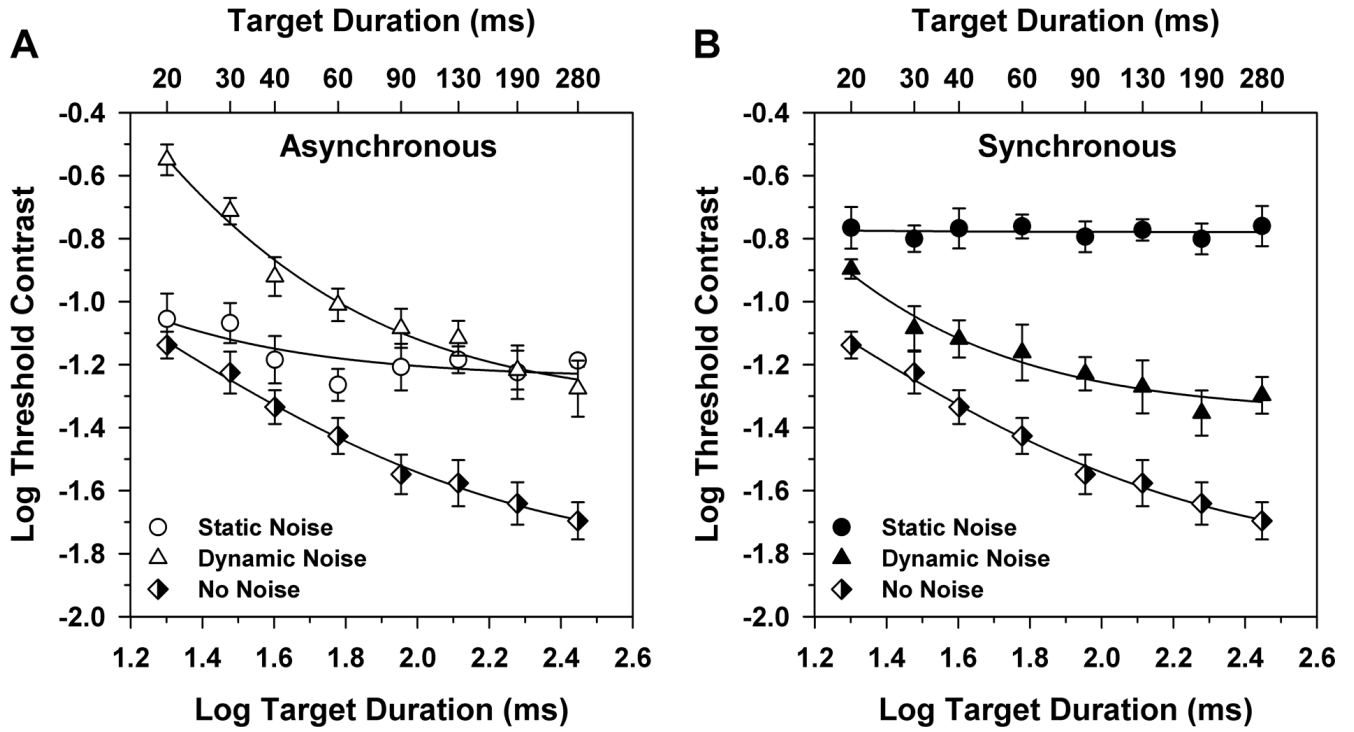 A
Target Duration (ms)
20 30 40 60 90 130 190 280
Log Threshold Contrast
-0.4
-0.6
-0.8
-1.0
-1.2
-1.4
-1.6
-1.8
-2.0
Asynchronous
Static Noise
Dynamic Noise
No Noise
1.2 1.4 1.6 1.8 2.0 2.2 2.4 2.6
Log Target Duration (ms)
B
Target Duration (ms)
20 30 40 60 90 130 190 280
Log Threshold Contrast
-0.4
-0.6
-0.8
-1.0
-1.2
-1.4
-1.6
-1.8
-2.0
Synchronous
Static Noise
Dynamic Noise
No Noise
1.2 1.4 1.6 1.8 2.0 2.2 2.4 2.6
Log Target Duration (ms)